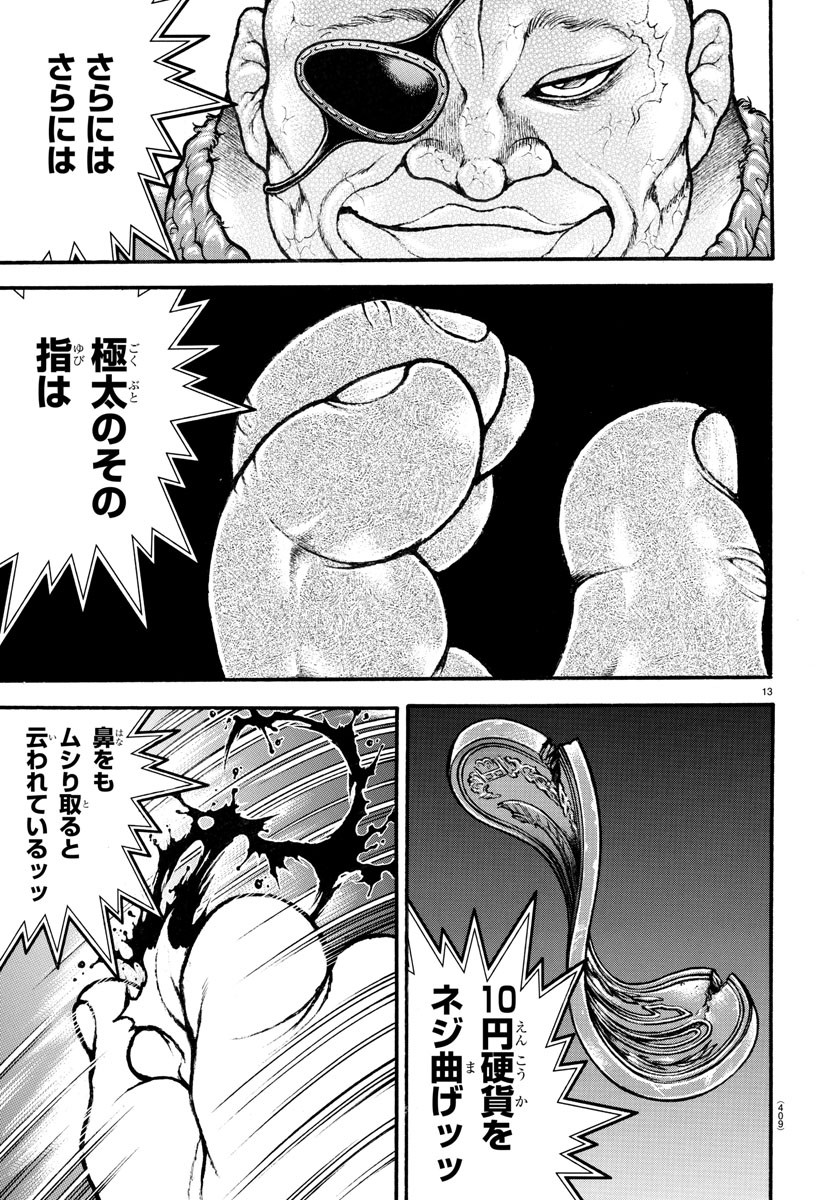 さらには
さらには
極太のその
指は
10円硬貨を
ネジ曲げッッ
鼻をも
ムシり取ると
云われているッッ
13
(409)